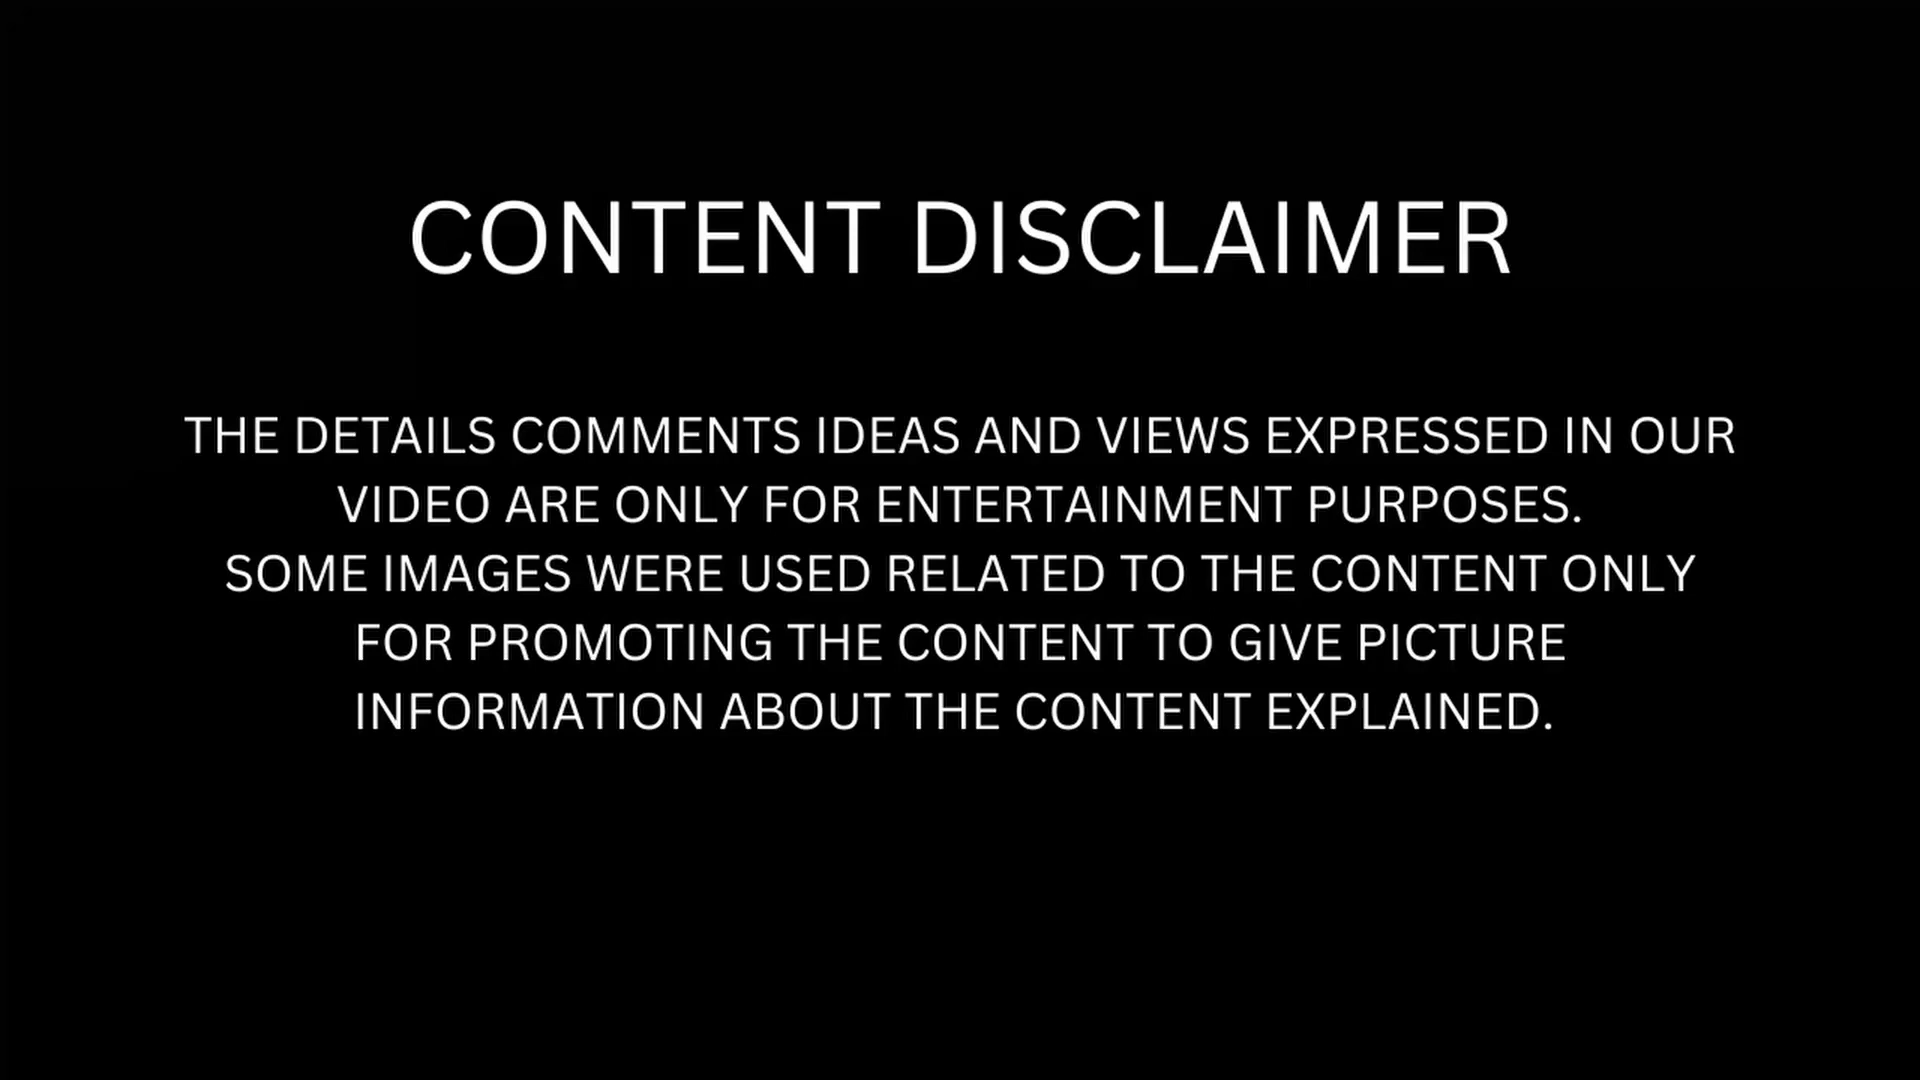 CONTENT DISCLAIMER
THE DETAILS COMMENTS IDEAS AND VIEWS EXPRESSED IN OUR
VIDEO ARE ONLY FOR ENTERTAINMENT PURPOSES.
SOME IMAGES WERE USED RELATED TO THE CONTENT ONLY
FOR PROMOTING THE CONTENT TO GIVE PICTURE
INFORMATION ABOUT THE CONTENT EXPLAINED.